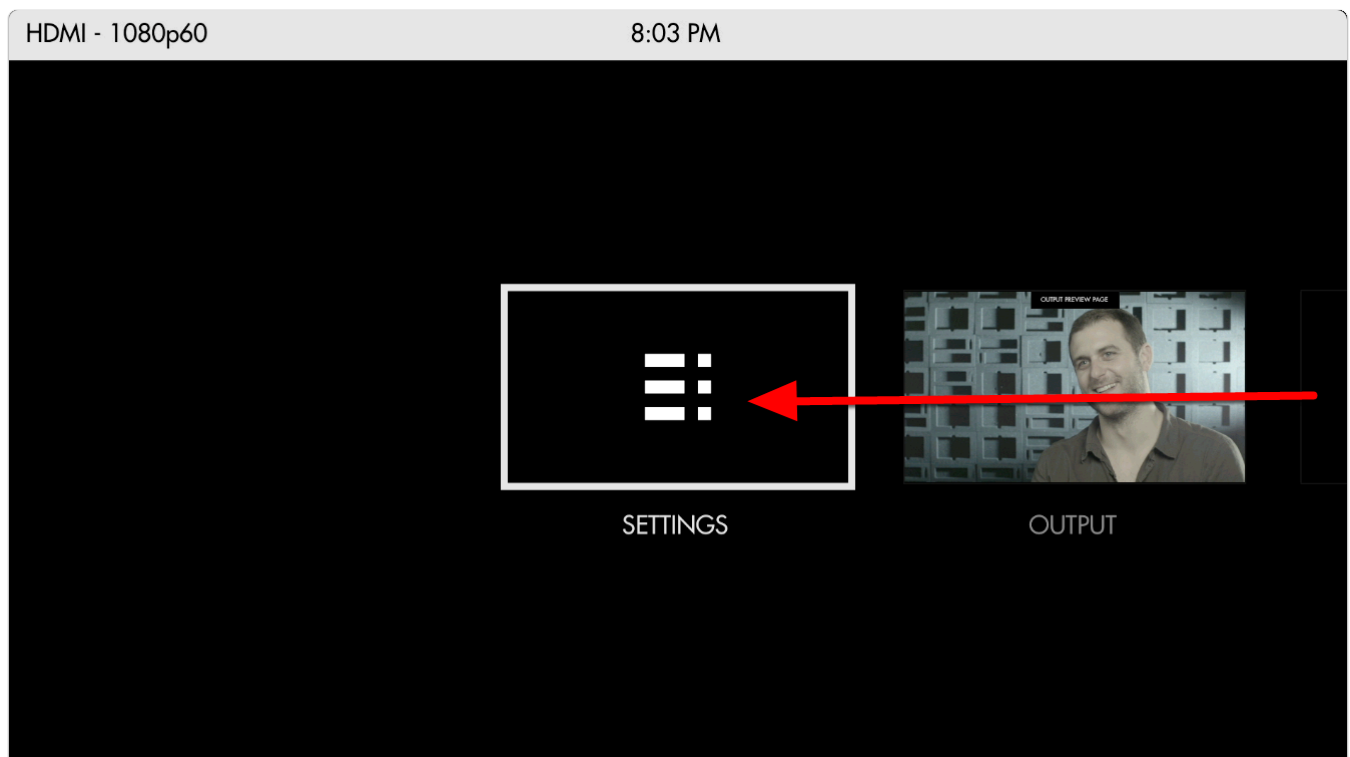 HDMI - 1080p60
8:03 PM
OUTPUT PREVIEW PAGE
SETTINGS
OUTPUT